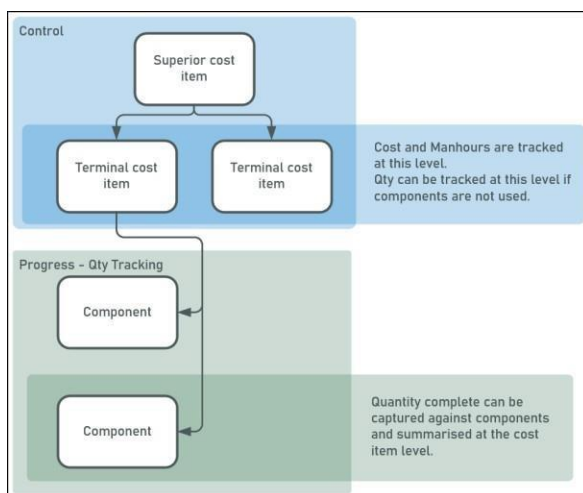 Control
Superior cost
item
Terminal cost
item
Terminal cost
item
Cost and Manhours are tracked
at this level.
Qty can be tracked at this level if
components are not used.
Progress - Qty Tracking
Component
Component
Quantity complete can be
captured against components
and summarised at the cost
item level.